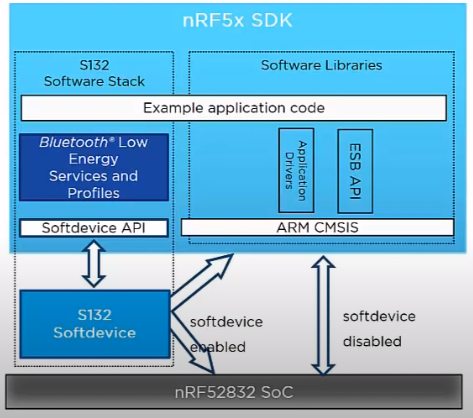 nRF5x SDK
S132
Software Stack
Software Libraries
Example application code
Bluetooth® Low
Energy
Services and
Profiles
Application
Drivers
ESB API
Softdevice API
ARM CMSIS
S132
Softdevice
softdevice
enabled
softdevice
disabled
nRF52832 SoC